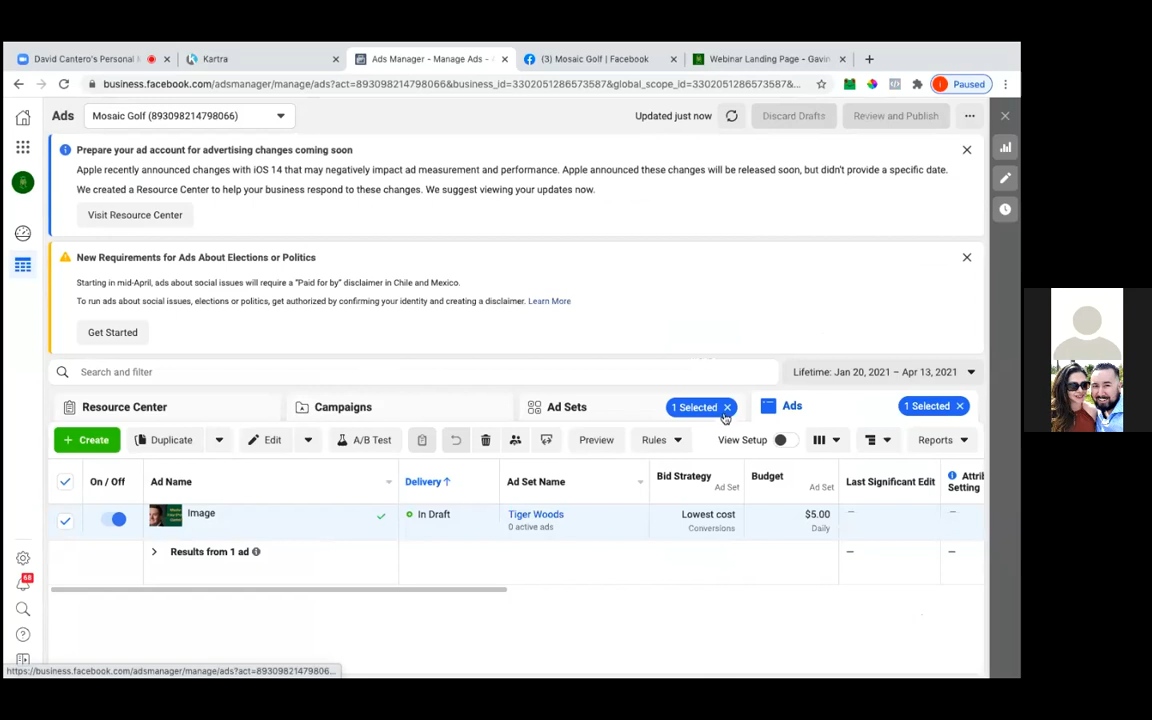 David Cantero's Personal
Kartra
Ads Manager - Manage Ads -
(3) Mosaic Golf | Facebook
Webinar Landing Page - Gavin
business.facebook.com/adsmanager/manage/ads?act=893098214798066&business_id=3302051286573587&global_scope_id=3302051286573587&...
Paused
Ads
Mosaic Golf (893098214798066)
Updated just now
Discard Drafts
Review and Publish
Prepare your ad account for advertising changes coming soon
Apple recently announced changes with iOS 14 that may negatively impact ad measurement and performance. Apple announced these changes will be released soon, but didn't provide a specific date.
We created a Resource Center to help your business respond to these changes. We suggest viewing your updates now.
Visit Resource Center
New Requirements for Ads About Elections or Politics
Starting in mid-April, ads about social issues will require a "Paid for by" disclaimer in Chile and Mexico.
To run ads about social issues, elections or politics, get authorized by confirming your identity and creating a disclaimer. Learn More
Get Started
Search and filter
Lifetime: Jan 20, 2021 – Apr 13, 2021
Resource Center
Campaigns
Ad Sets
1 Selected
Ads
1 Selected
+ Create
Duplicate
Edit
A/B Test
Preview
Rules
View Setup
Reports
On / Off
Ad Name
Delivery ↑
Ad Set Name
Bid Strategy
Ad Set
Budget
Ad Set
Last Significant Edit
Attri
Setting
Image
In Draft
Tiger Woods
0 active ads
Lowest cost
Conversions
$5.00
Daily
—
—
Results from 1 ad
—
—
68
https://business.facebook.com/adsmanager/manage/ads?act=89309821479806...